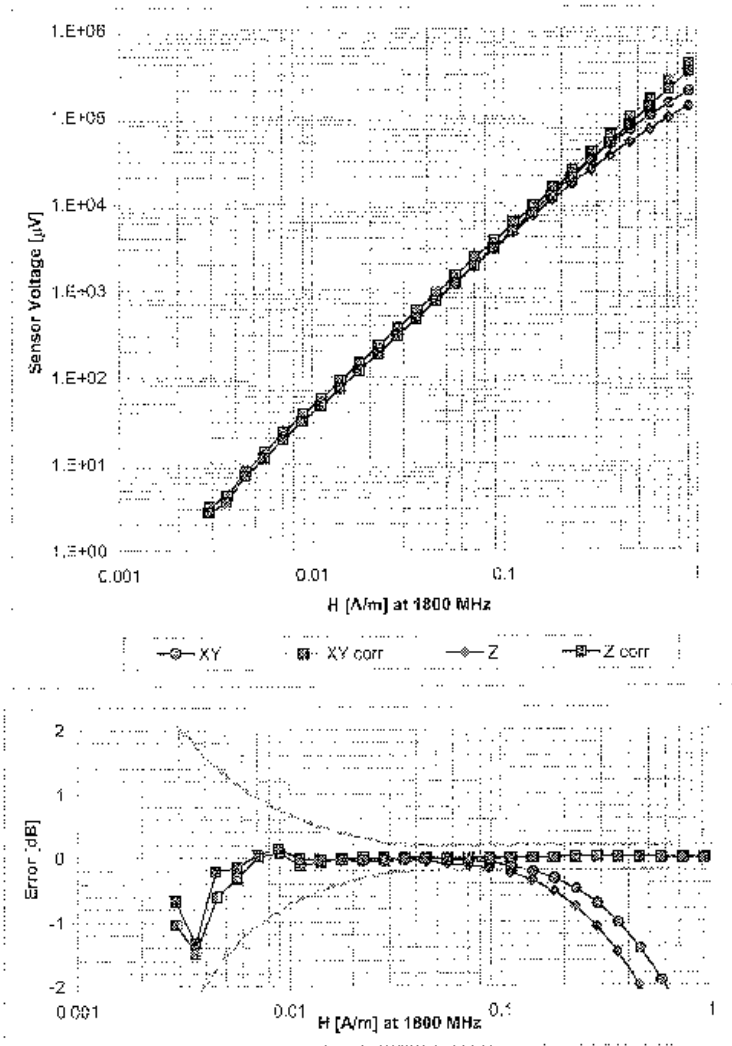 1.E+06
1.E+05
1.E+04
1.E+03
1.E+02
1.E+01
1.E+00
Sensor Voltage [µV]
0.001 0.01 0.1 1
H [A/m] at 1800 MHz
XY XY corr Z Z corr
2
1
0
-1
-2
Error [dB]
0.001 0.01 0.1 1
H [A/m] at 1800 MHz